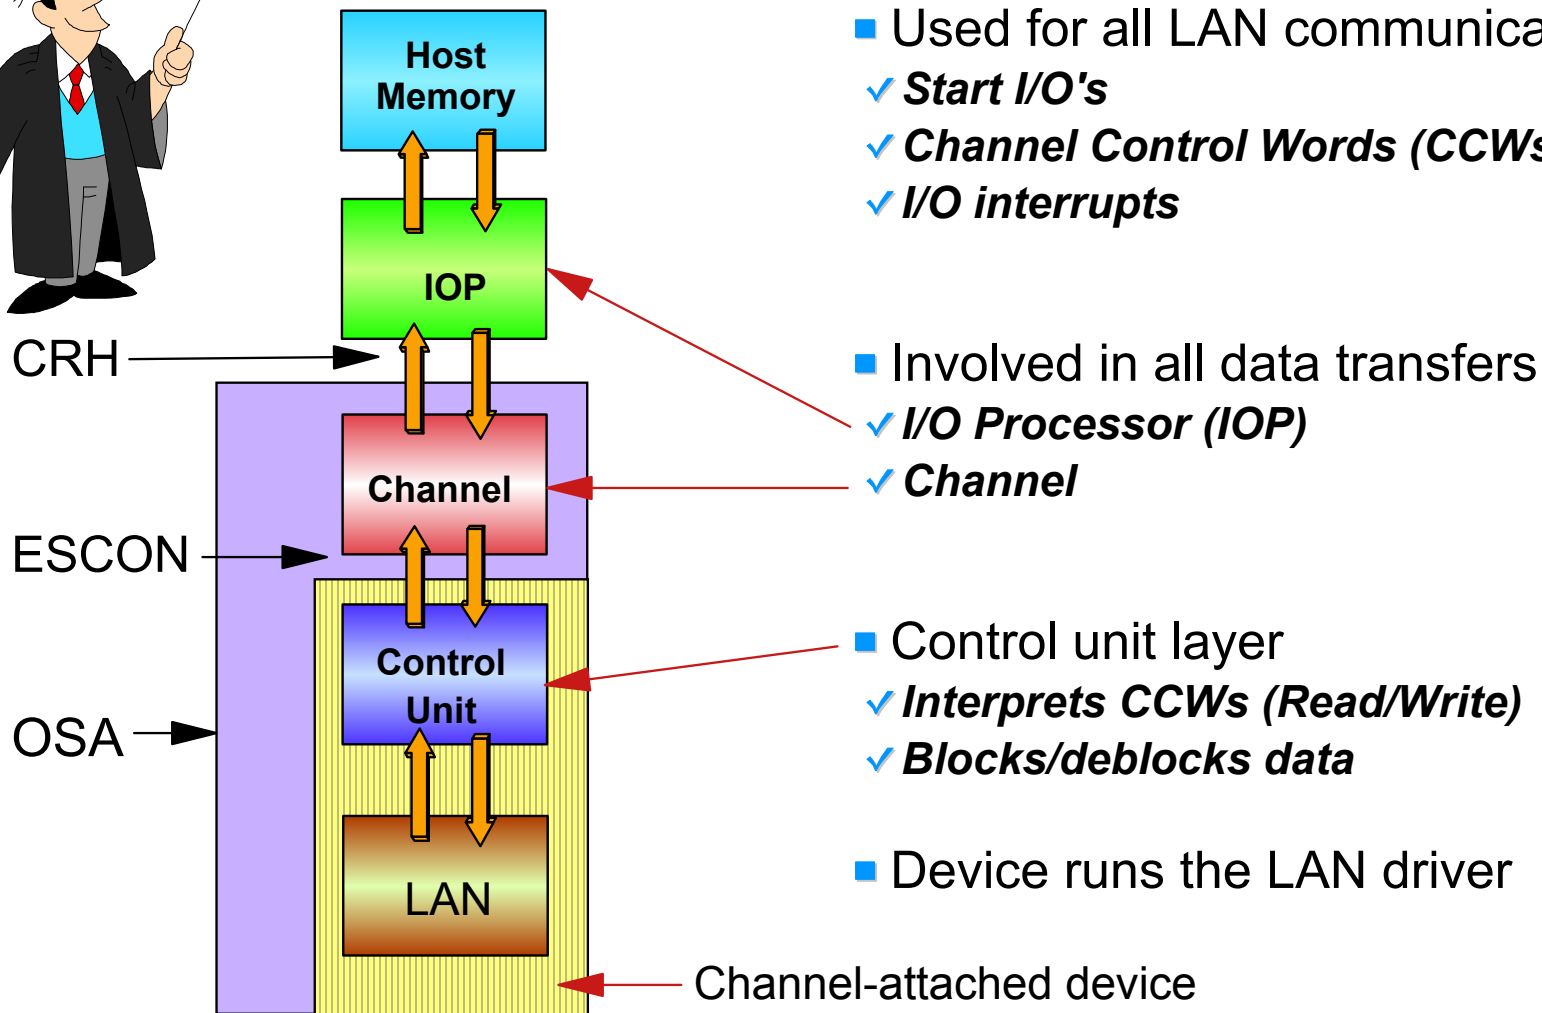 Host
Memory
IOP
CRH
Channel
ESCON
Control
Unit
OSA
LAN
Channel-attached device
Used for all LAN
Start I/O's
Channel Control Words (CCWs
I/O interrupts
Involved in all data transfers
I/O Processor (IOP)
Channel
Control unit layer
Interprets CCWs (Read/Write)
Blocks/deblocks data
Device runs the LAN driver